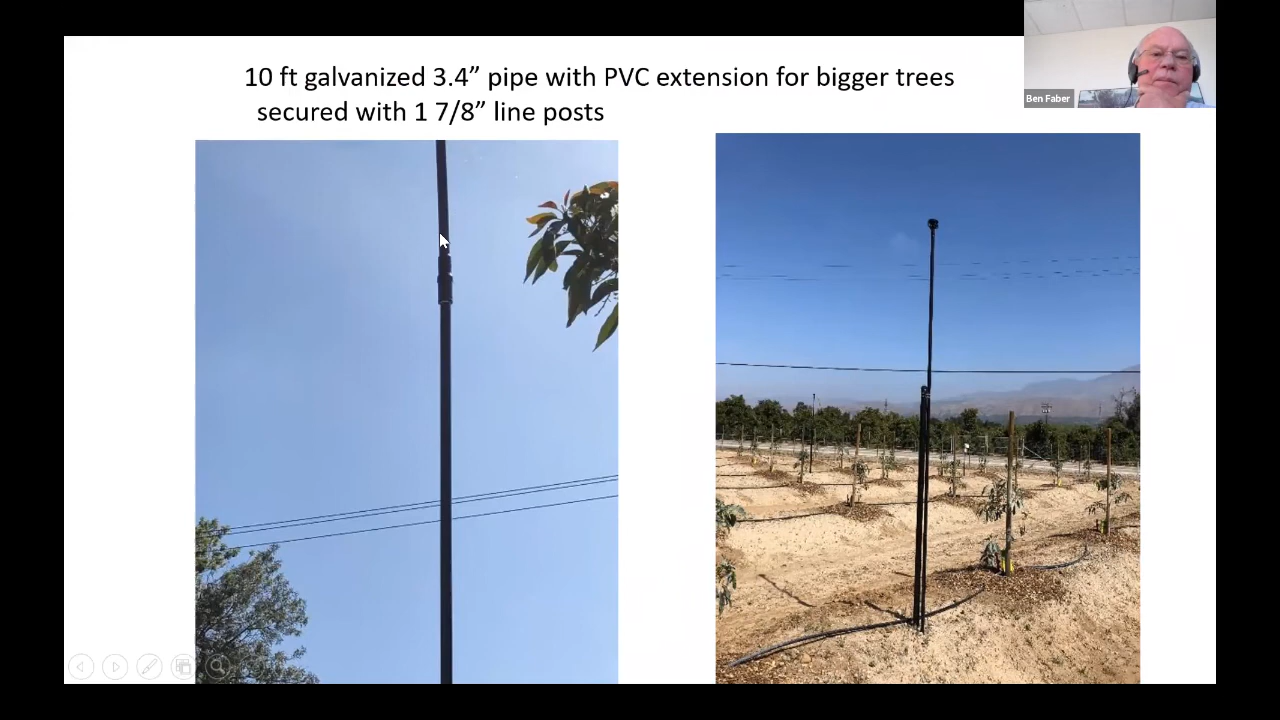 10 ft galvanized 3.4” pipe with PVC extension for bigger trees
secured with 1 7/8” line posts
Ben Faber